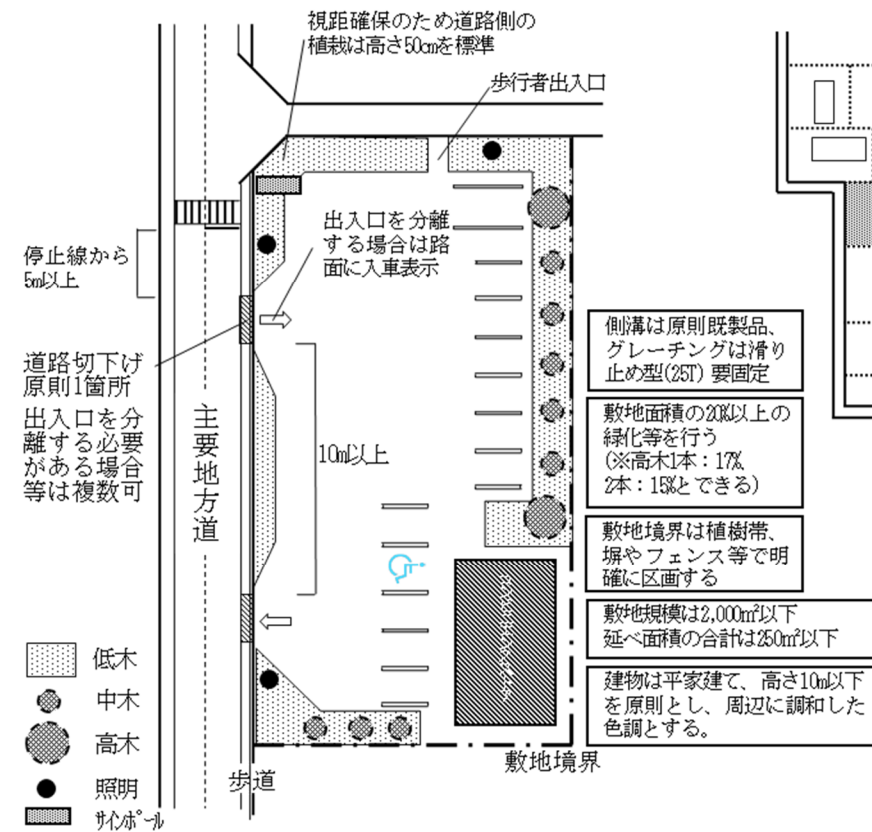 視距確保のため道路側の
植栽は高さ50cmを標準
歩行者出入口
出入口を分離
する場合は路
面に入車表示
停止線から
5m以上
道路切下げ
原則1箇所
出入口を分
離する必要
がある場合
等は複数可
主要地方道
10m以上
側溝は原則既製品、
グレーチングは滑り
止め型(25T) 要固定
敷地面積の20%以上の
緑化等を行う
(※高木1本：17%
2本：15%とできる)
敷地境界は植樹帯、
塀やフェンス等で明
確に区画する
敷地規模は2,000㎡以下
延べ面積の合計は250㎡以下
建物は平家建て、高さ10m以下
を原則とし、周辺に調和した
色調とする。
低木
中木
高木
照明
サインポール
歩道
敷地境界